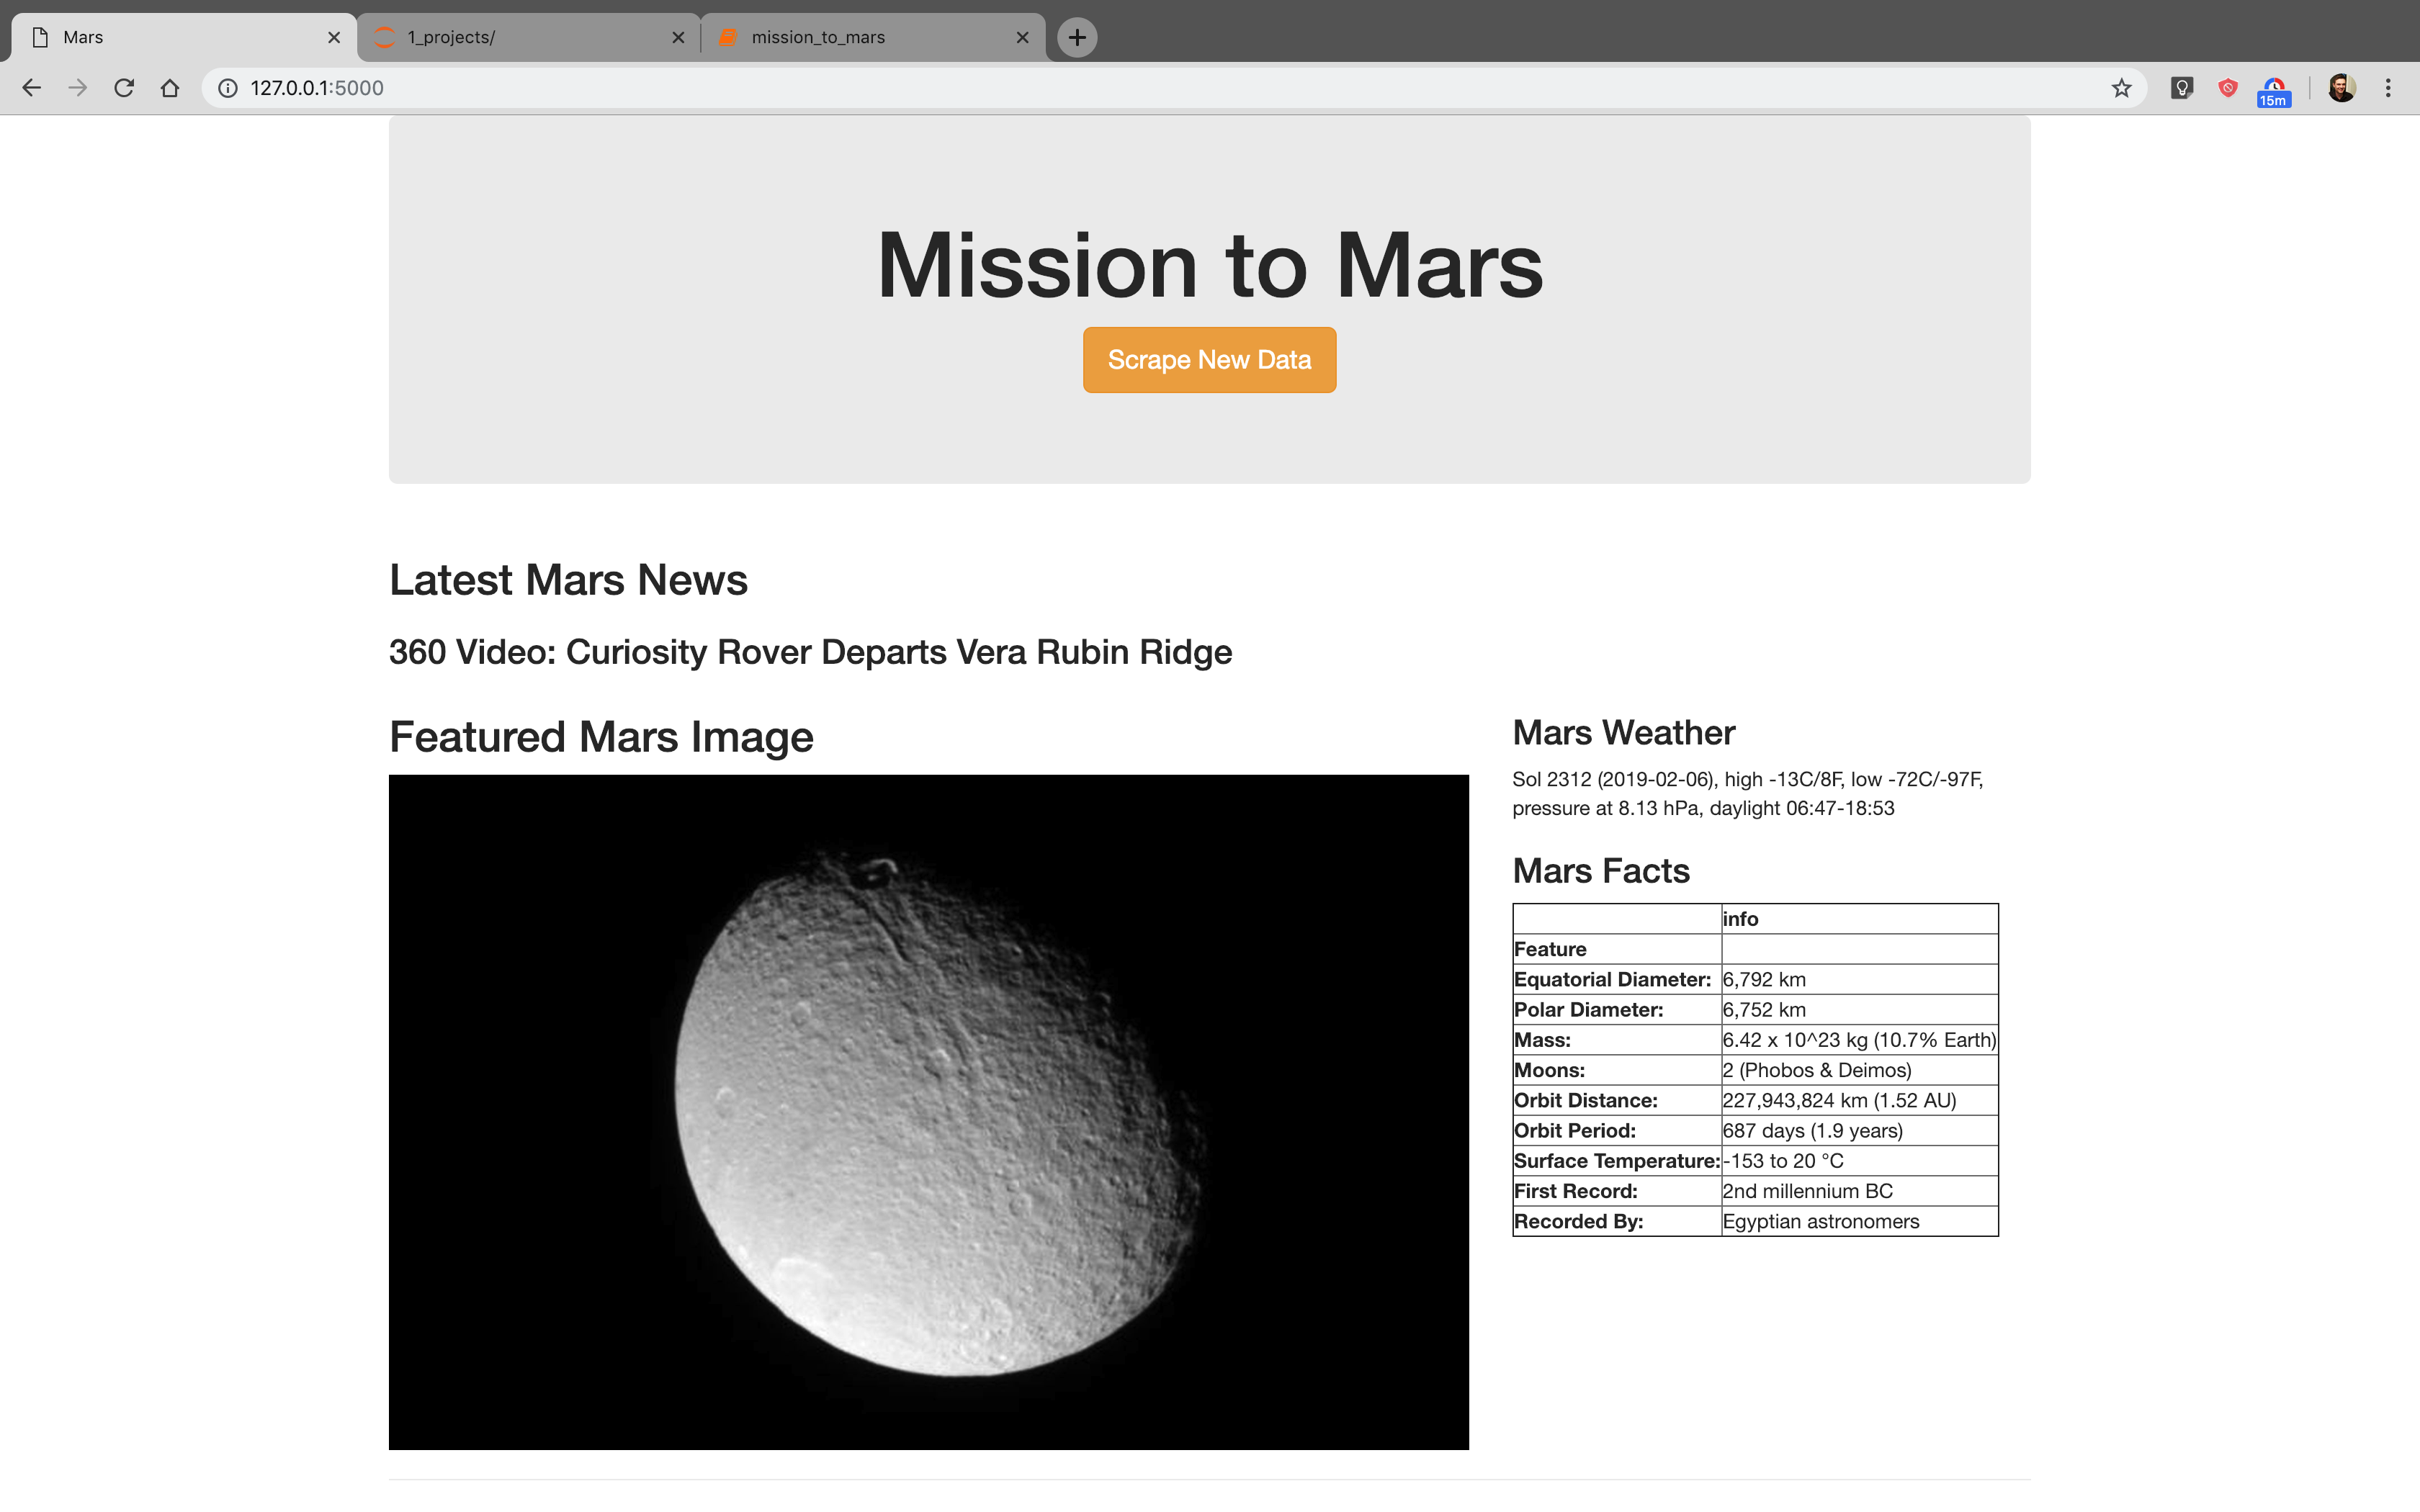 Mars
1_projects/
mission_to_mars
127.0.0.1:5000
15m
Mission to Mars
Scrape New Data
Latest Mars News
360 Video: Curiosity Rover Departs Vera Rubin Ridge
Featured Mars Image
Mars Weather
Sol 2312 (2019-02-06), high -13C/8F, low -72C/-97F,
pressure at 8.13 hPa, daylight 06:47-18:53
Mars Facts
info
Feature
Equatorial Diameter: 6,792 km
Polar Diameter: 6,752 km
Mass: 6.42 x 10^23 kg (10.7% Earth)
Moons: 2 (Phobos & Deimos)
Orbit Distance: 227,943,824 km (1.52 AU)
Orbit Period: 687 days (1.9 years)
Surface Temperature: -153 to 20 °C
First Record: 2nd millennium BC
Recorded By: Egyptian astronomers